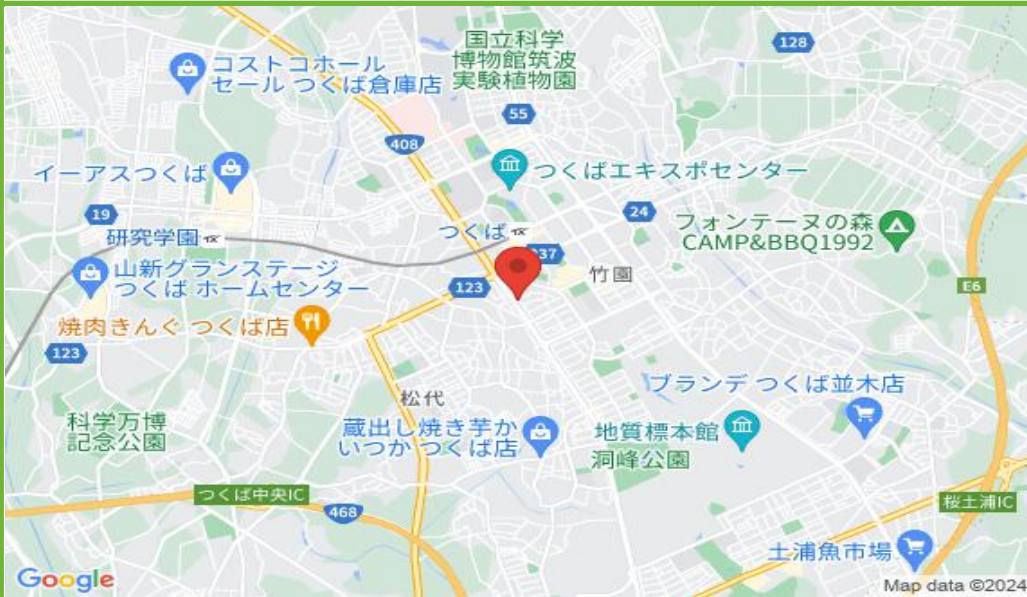 国立科学
博物館筑波
実験植物園
128
コストコホール
セール つくば倉庫店
55
408
イーアスつくば
つくばエキスポセンター
19
24
フォンテーヌの森
CAMP&BBQ1992
研究学園
つくば
237
山新グランステージ
つくば ホームセンター
123
竹園
E6
焼肉きんぐ つくば店
123
ブランデ つくば並木店
松代
科学万博
記念公園
蔵出し焼き芋か
いつか つくば店
地質標本館
洞峰公園
つくば中央IC
468
桜土浦IC
土浦魚市場
Google
Map data ©2024